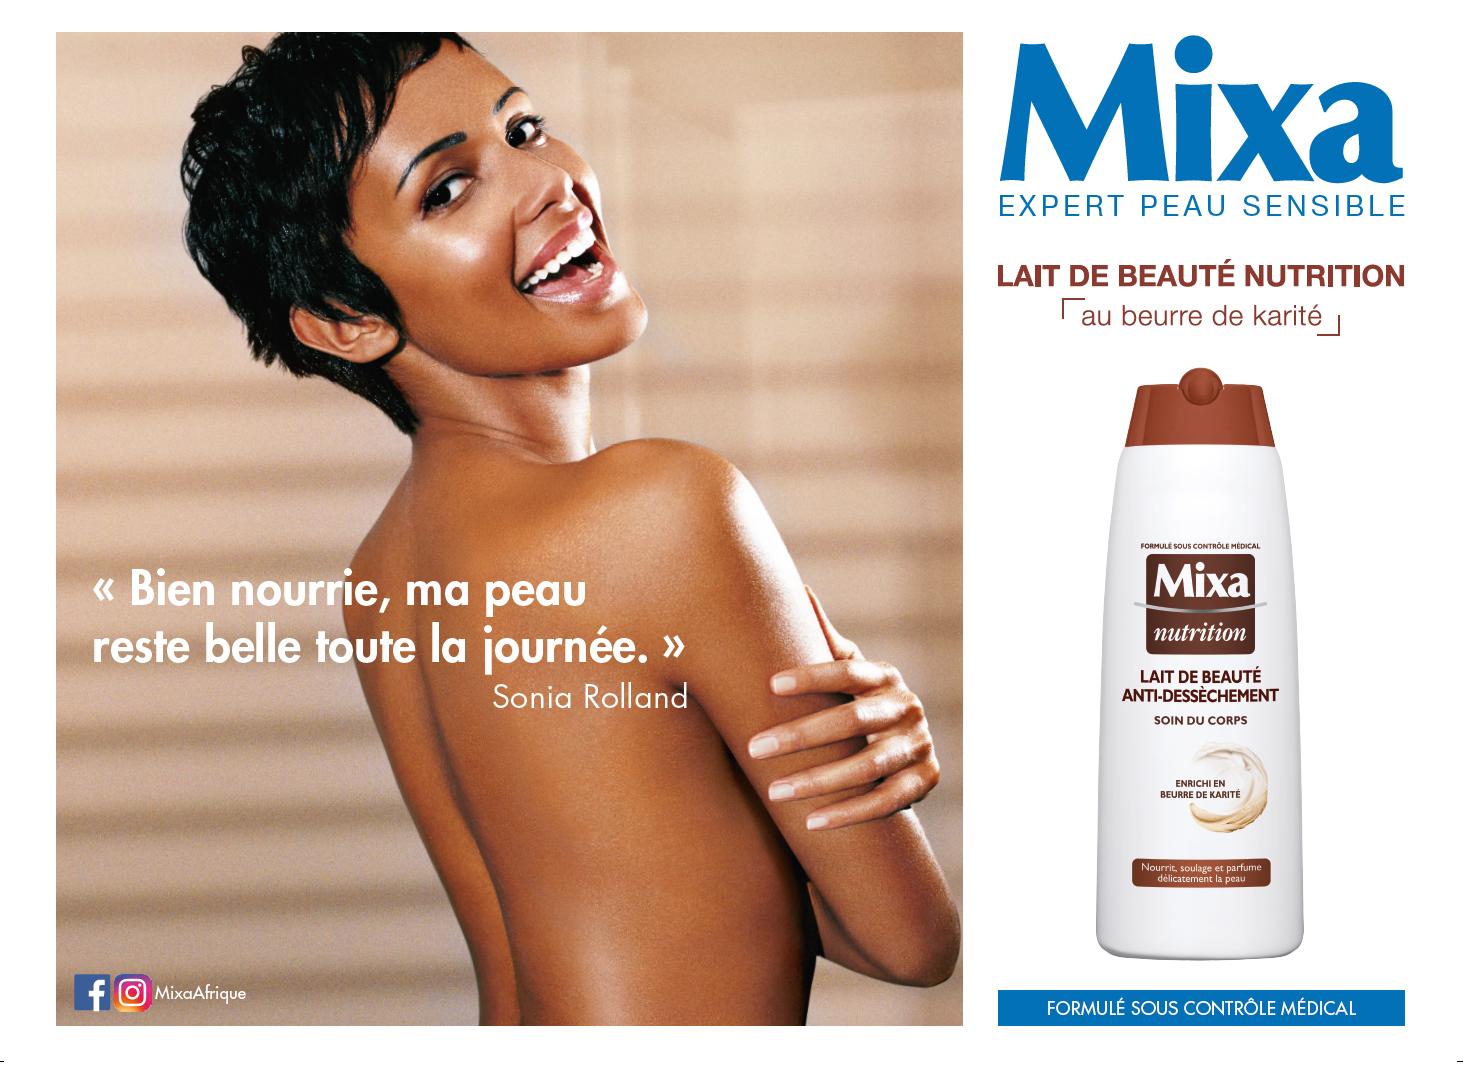 « Bien nourrie, ma peau
reste belle toute la journée. »
Sonia Rolland
MixaAfrique
Mixa
EXPERT PEAU SENSIBLE
LAIT DE BEAUTÉ NUTRITION
au beurre de karité
FORMULÉ SOUS CONTRÔLE MÉDICAL
Mixa
nutrition
LAIT DE BEAUTÉ
ANTI-DESSÈCHEMENT
SOIN DU CORPS
ENRICHI EN
BEURRE DE KARITÉ
Nourrit, soulage et parfume
délicatement la peau
FORMULÉ SOUS CONTRÔLE MÉDICAL